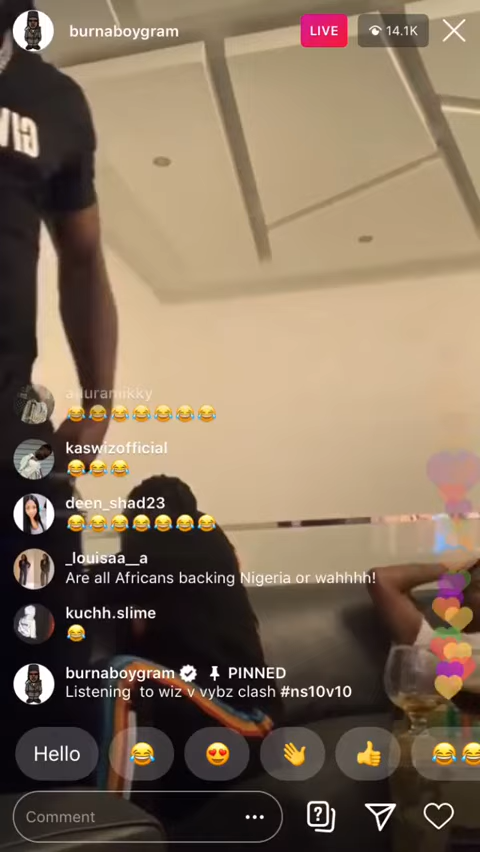 burnaboygram
LIVE
14.1K
aduramikky
😂😂😂😂😂😂😂
kaswizofficial
😂😂😂
deen_shad23
😂😂😂😂😂😂😂
_louisaa__a
Are all Africans backing Nigeria or wahhhh!
kuchh.slime
😂
burnaboygram PINNED
Listening to wiz v vybz clash #ns10v10
Hello 😂 😍 👋 👍 😂😂
Comment